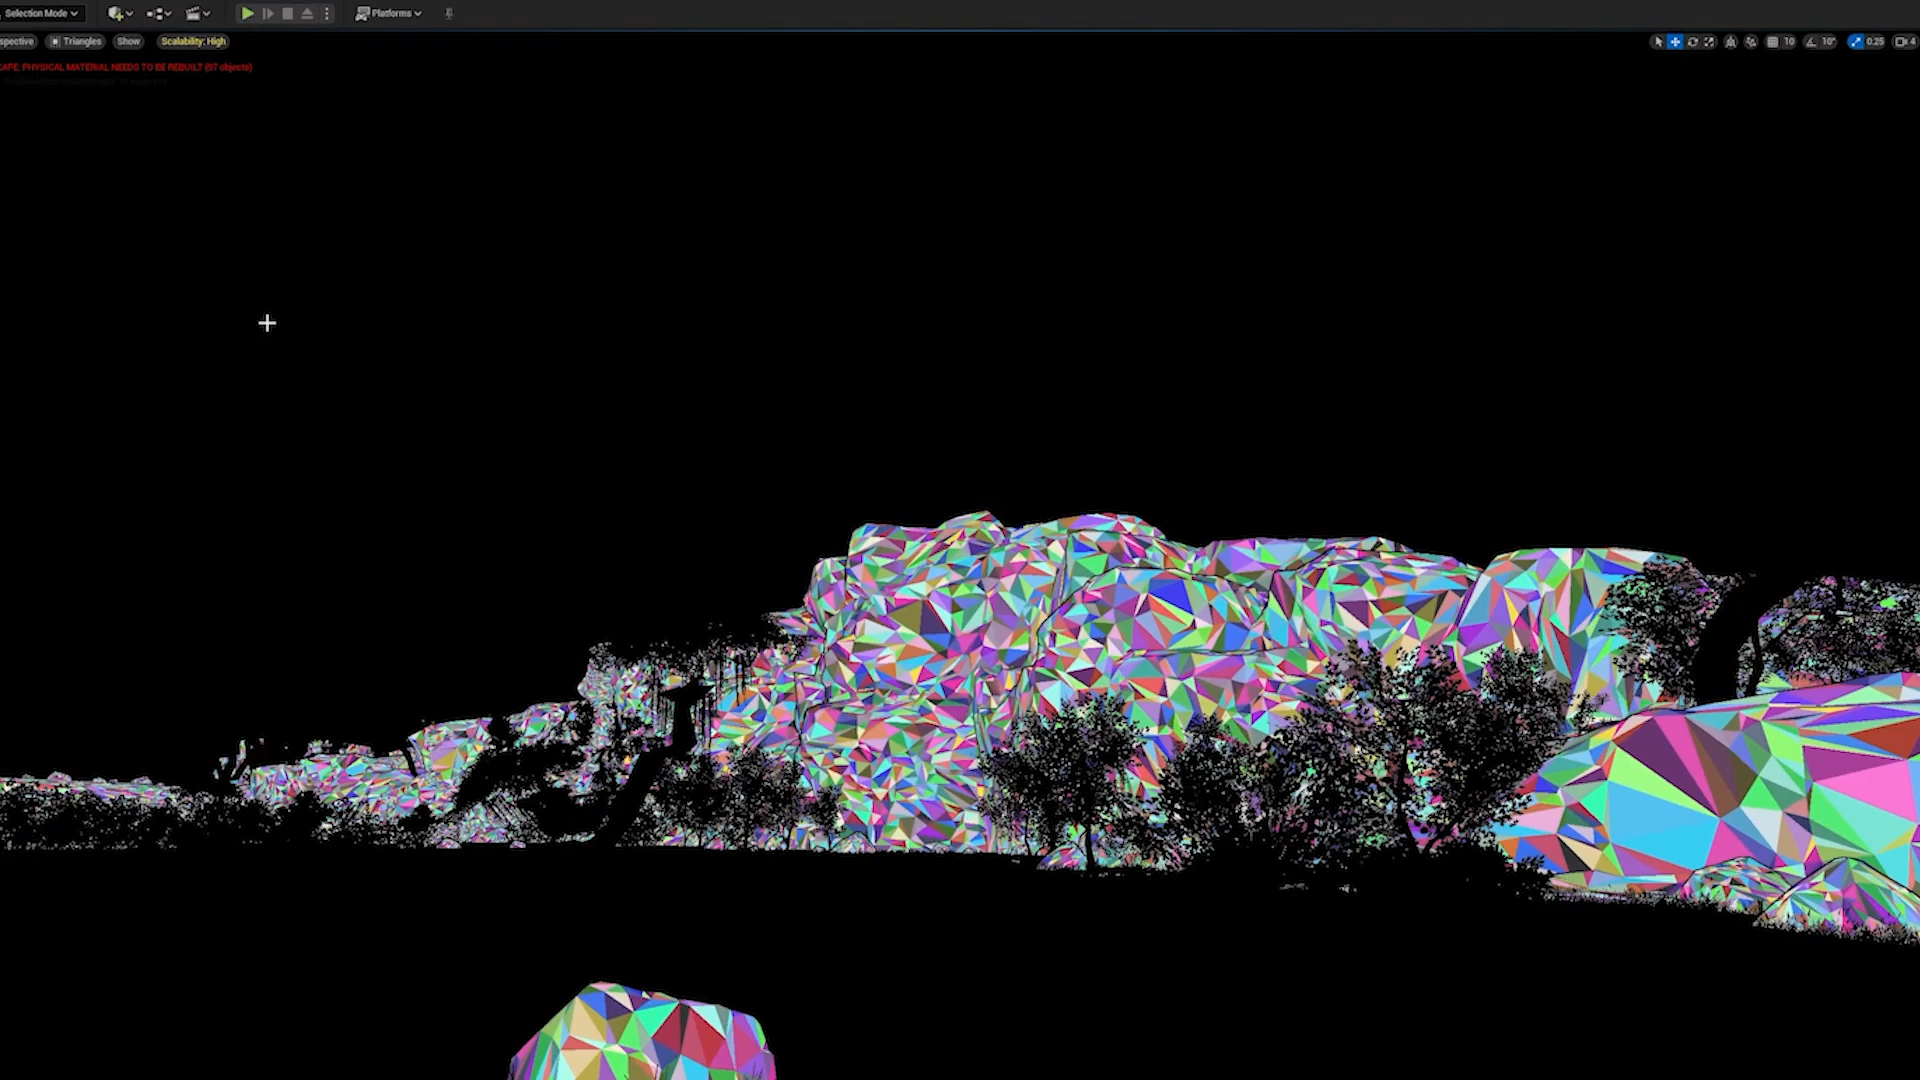 Selection Mode
Platforms
spective
Triangles
Show
Scalability: High
10
10°
0.25
4
CAPE: PHYSICAL MATERIAL NEEDS TO BE REBUILT (97 objects)